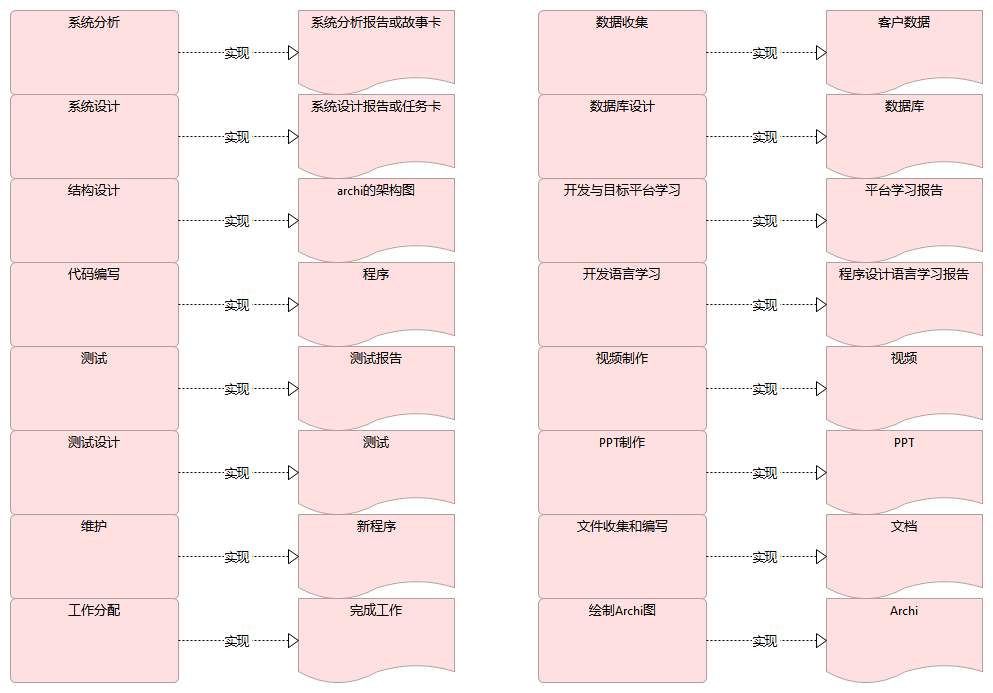 系统分析
实现
系统分析报告或故事卡
数据收集
实现
客户数据
系统设计
实现
系统设计报告或任务卡
数据库设计
实现
数据库
结构设计
实现
archi的架构图
开发与目标平台学习
实现
平台学习报告
代码编写
实现
程序
开发语言学习
实现
程序设计语言学习报告
测试
实现
测试报告
视频制作
实现
视频
测试设计
实现
测试
PPT制作
实现
PPT
维护
实现
新程序
文件收集和编写
实现
文档
工作分配
实现
完成工作
绘制Archi图
实现
Archi